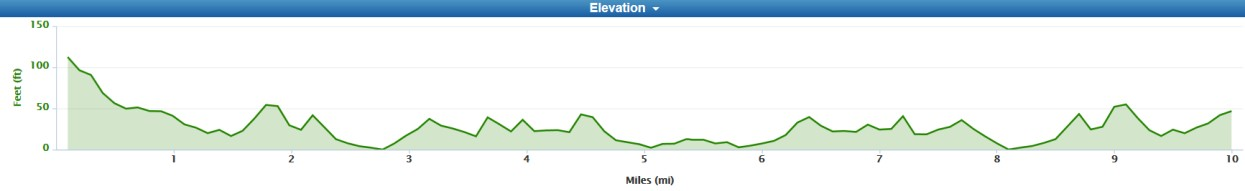 Elevation
150
100
50
0
Feet (ft)
1 2 3 4 5 6 7 8 9 10
Miles (mi)